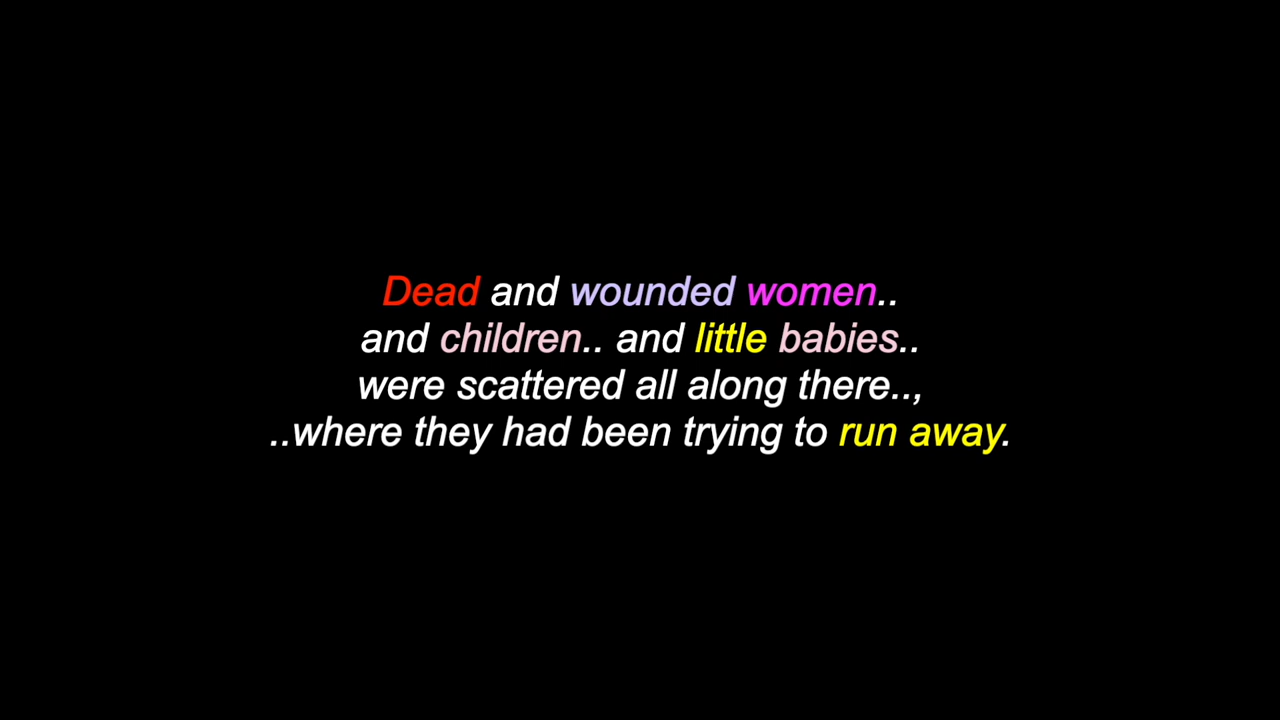 Dead and wounded women..
and children.. and little babies..
were scattered all along there..,
..where they had been trying to run away.